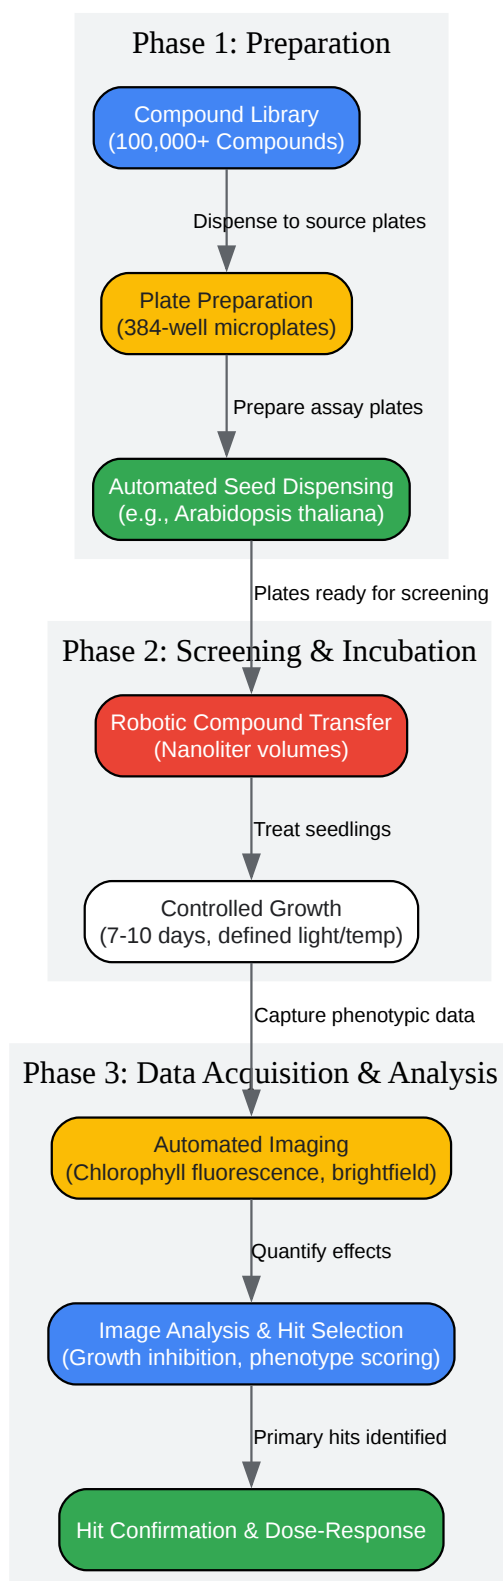 Phase 1: Preparation
Compound Library
(100,000+ Compounds)
Dispense to source plates
Plate Preparation
(384-well microplates)
Prepare assay plates
Automated Seed Dispensing
(e.g., Arabidopsis thaliana)
Plates ready for screening
Phase 2: Screening & Incubation
Robotic Compound Transfer
(Nanoliter volumes)
Treat seedlings
Controlled Growth
(7-10 days, defined light/temp)
Capture phenotypic data
Phase 3: Data Acquisition & Analysis
Automated Imaging
(Chlorophyll fluorescence, brightfield)
Quantify effects
Image Analysis & Hit Selection
(Growth inhibition, phenotype scoring)
Primary hits identified
Hit Confirmation & Dose-Response